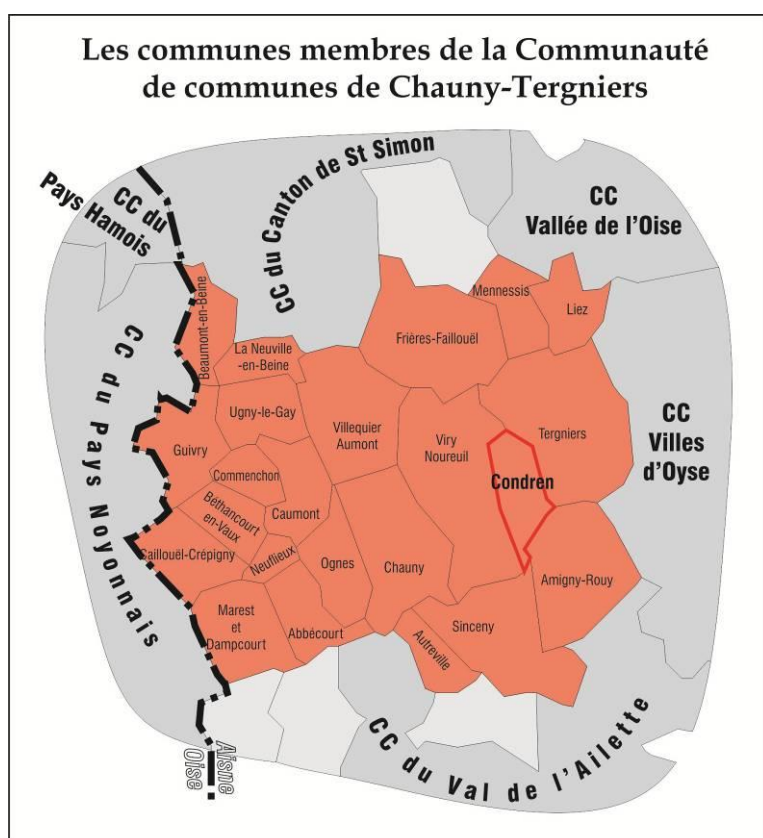 Les communes membres de la Communauté
de communes de Chauny-Tergniers
CC du
Pays Hamois
CC du Canton de St Simon
CC
Vallée de l'Oise
Beaumont-en-Beine
La Neuville
-en-Beine
Frières-Faillouël
Mennessis
Liez
CC du Pays Noyonnais
Guivry
Ugny-le-Gay
Villequier
Aumont
Viry
Noureuil
Tergniers
CC
Villes
d'Oyse
Commenchon
Condren
Béthancourt
en-Vaux
Caumont
Caillouël-Crépigny
Neuflieux
Ognes
Chauny
Amigny-Rouy
Marest
et
Dampcourt
Abbécourt
Autreville
Sinceny
CC du Val de l'Ailette
Aisne
Oise